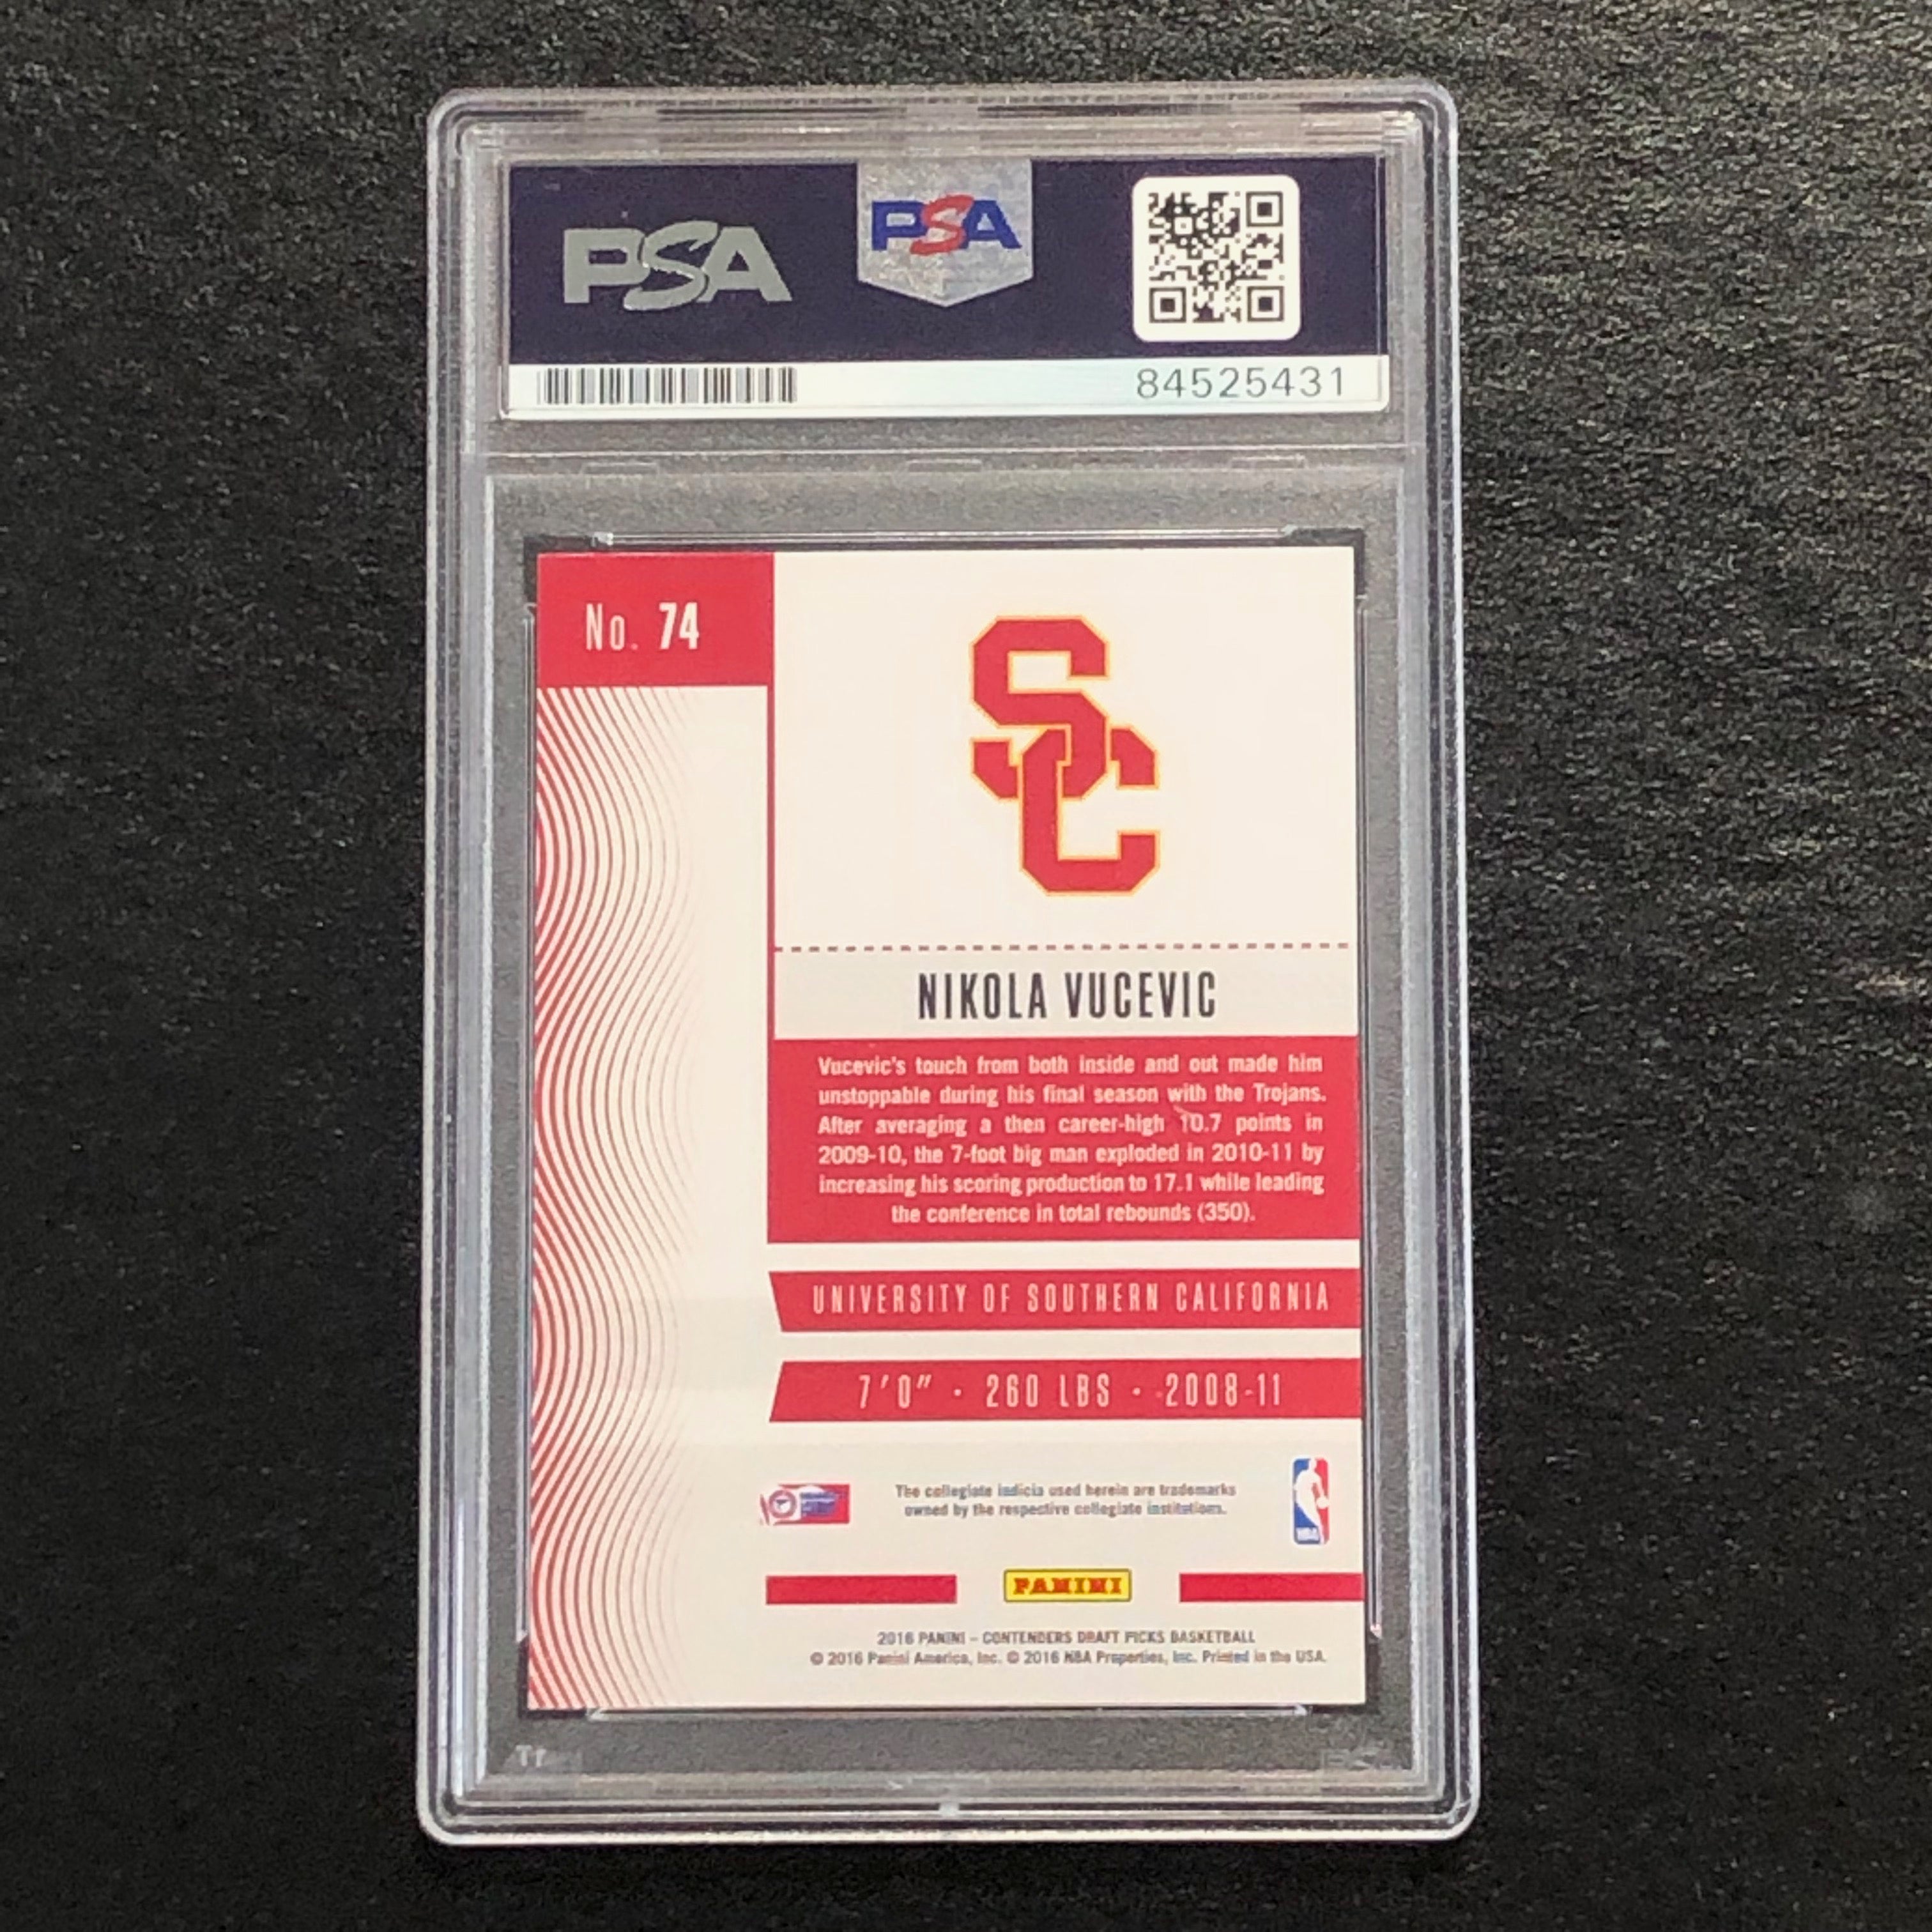 PSA
PSA
84525431
No. 74
SC
NIKOLA VUCEVIC
Vucevic's touch from both inside and out made him
unstoppable during his final season with the Trojans.
After averaging a then career-high 10.7 points in
2009-10, the 7-foot big man exploded in 2010-11 by
increasing his scoring production to 17.1 while leading
the conference in total rebounds (350).
UNIVERSITY OF SOUTHERN CALIFORNIA
7'0" · 260 LBS · 2008-11
The collegiate indicia used herein are trademarks
owned by the respective collegiate institutions.
NBA
PANINI
2016 PANINI – CONTENDERS DRAFT PICKS BASKETBALL
© 2016 Panini America, Inc. © 2016 NBA Properties, Inc. Printed in the USA.